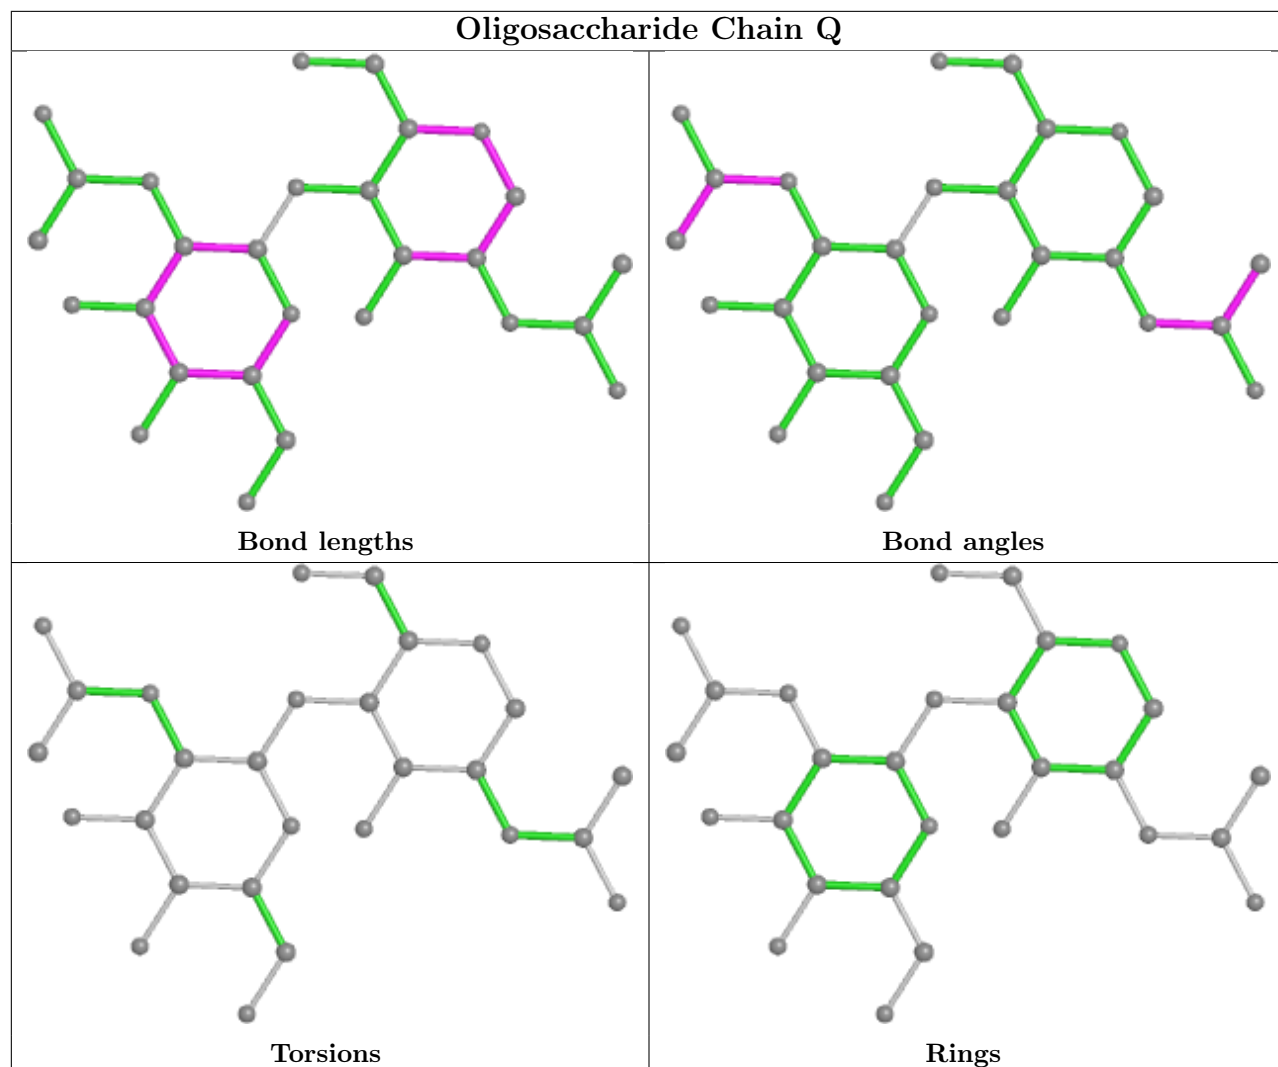 Oligosaccharide Chain Q
Bond lengths
Bond angles
Torsions
Rings